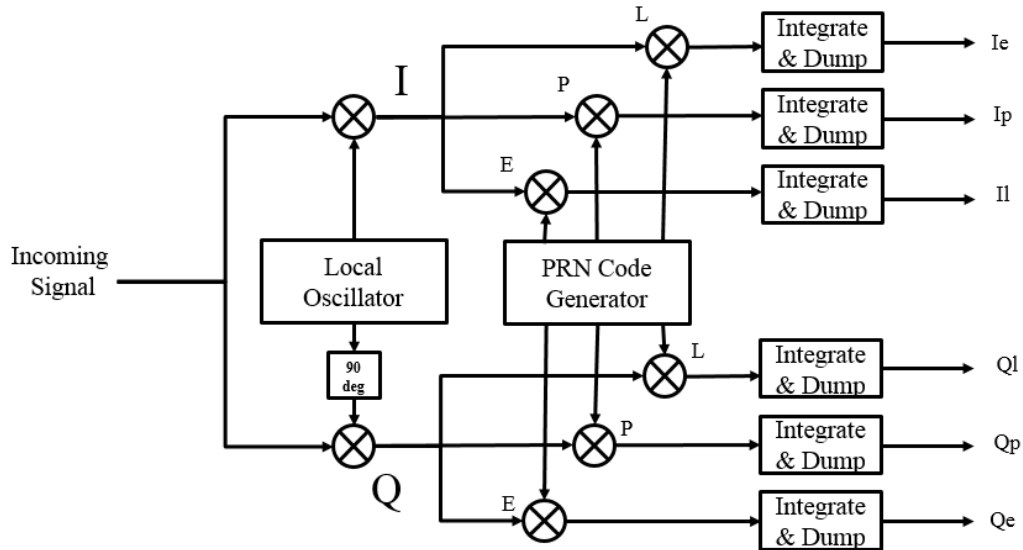 L
Integrate
& Dump
Ie
I
P
Integrate
& Dump
Ip
E
Integrate
& Dump
Il
Incoming
Signal
Local
Oscillator
PRN Code
Generator
90
deg
L
Integrate
& Dump
Ql
P
Integrate
& Dump
Qp
Q
E
Integrate
& Dump
Qe